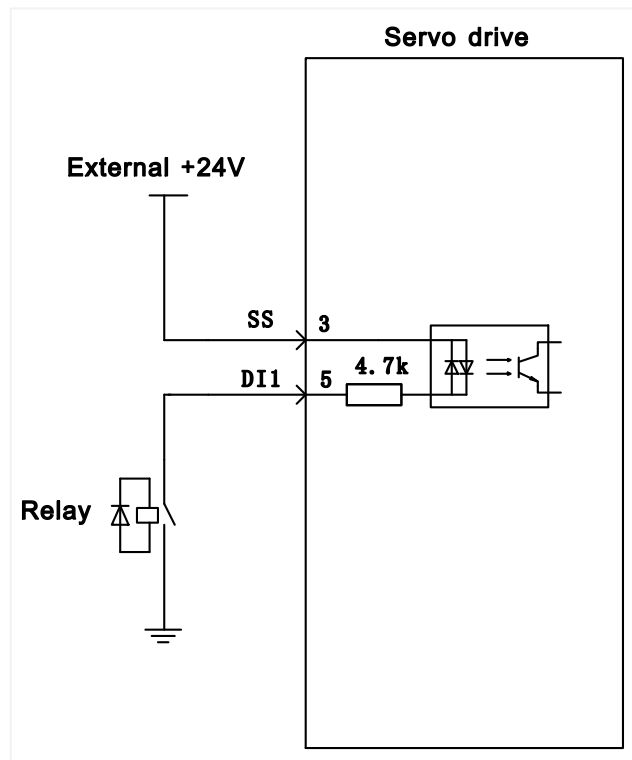 Servo drive
External +24V
SS 3
4.7k
DI1 5
Relay